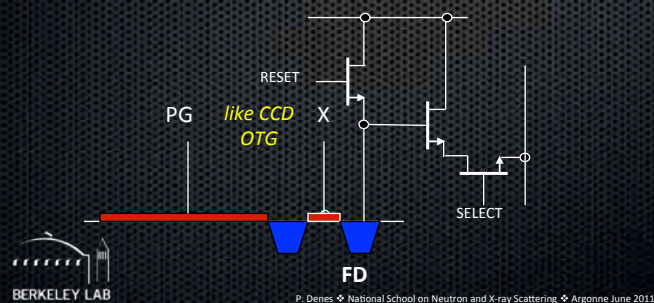 RESET
PG
like CCD
OTG
X
SELECT
FD
BERKELEY LAB
P. Denes ❖ National School on Neutron and X-ray Scattering ❖ Argonne June 2011